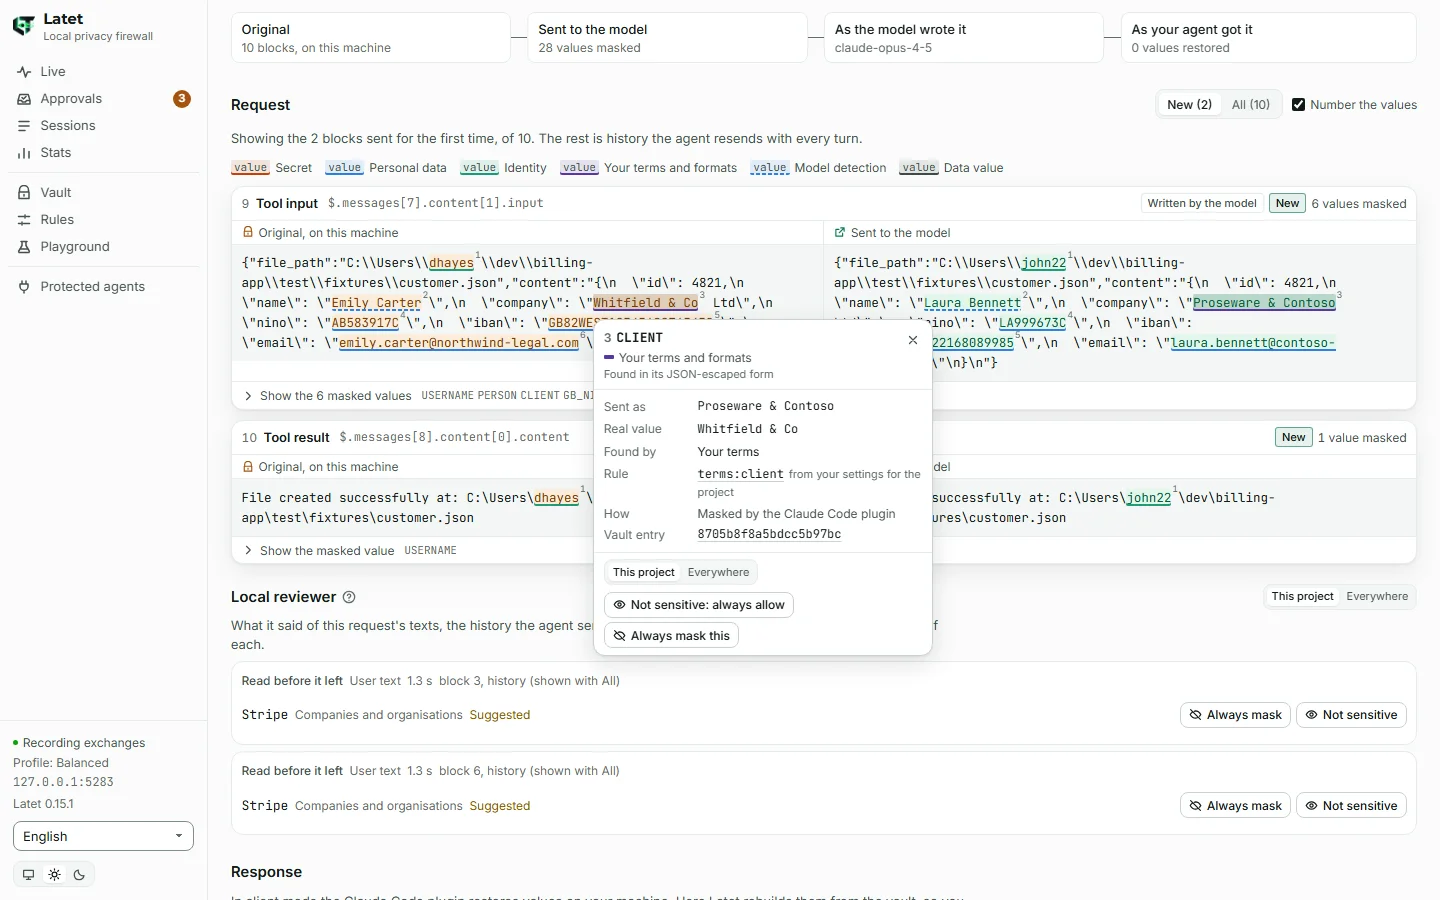 Latet
Local privacy firewall
Live
Approvals 3
Sessions
Stats
Vault
Rules
Playground
Protected agents
Recording exchanges
Profile: Balanced
127.0.0.1:5283
Latet 0.15.1
English
Original
10 blocks, on this machine
Sent to the model
28 values masked
As the model wrote it
claude-opus-4-5
As your agent got it
0 values restored
Request
New (2) All (10) Number the values
Showing the 2 blocks sent for the first time, of 10. The rest is history the agent resends with every turn.
value Secret value Personal data value Identity value Your terms and formats value Model detection value Data value
9 Tool input $.messages[7].content[1].input
Written by the model New 6 values masked
Original, on this machine
{"file_path":"C:\\Users\\dhayes1\\dev\\billing-
app\\test\\fixtures\\customer.json","content":"{\n  \"id\": 4821,\n
\"name\": \"Emily Carter2\",\n  \"company\": \"Whitfield & Co3 Ltd\",\n
\"nino\": \"AB583917C4\",\n  \"iban\": \"GB82WE
\"email\": \"emily.carter@northwind-legal.com6
Sent to the model
{"file_path":"C:\\Users\\john221\\dev\\billing-
app\\test\\fixtures\\customer.json","content":"{\n  \"id\": 4821,\n
\"name\": \"Laura Bennett2\",\n  \"company\": \"Proseware & Contoso3
nino\": \"LA999673C4\",\n  \"iban\":
221680899855\",\n  \"email\": \"laura.bennett@contoso-
\"\n}\n"}
Show the 6 masked values USERNAME PERSON CLIENT GB_NI
3 CLIENT
Your terms and formats
Found in its JSON-escaped form
Sent as Proseware & Contoso
Real value Whitfield & Co
Found by Your terms
Rule terms:client from your settings for the
project
How Masked by the Claude Code plugin
Vault entry 8705b8f8a5bdcc5b97bc
This project Everywhere
Not sensitive: always allow
Always mask this
10 Tool result $.messages[8].content[0].content
New 1 value masked
Original, on this machine
File created successfully at: C:\Users\dhayes1\
app\test\fixtures\customer.json
del
successfully at: C:\Users\john221\dev\billing-
ures\customer.json
Show the masked value USERNAME
Local reviewer
This project Everywhere
What it said of this request's texts, the history the agent se
f
each.
Read before it left User text 1.3 s block 3, history (shown with All)
Stripe Companies and organisations Suggested
Always mask Not sensitive
Read before it left User text 1.3 s block 6, history (shown with All)
Stripe Companies and organisations Suggested
Always mask Not sensitive
Response